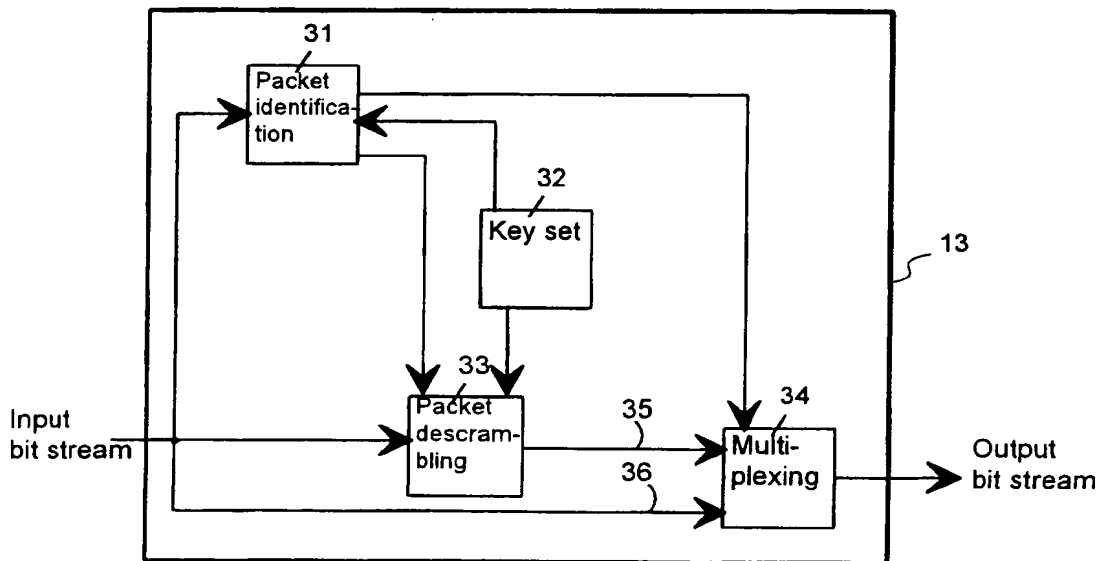 31
Packet
identifica-
tion
32
Key set
13
33
Packet
descram-
bling
Input
bit stream
35
36
34
Multi-
plexing
Output
bit stream